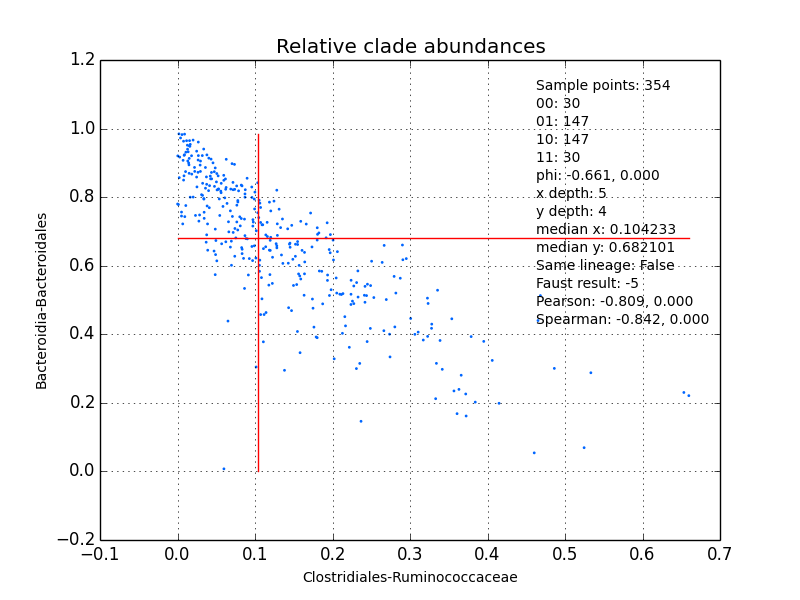 Relative clade abundances
1.2
1.0
0.8
0.6
0.4
0.2
0.0
−0.2
Bacteroidia-Bacteroidales
Sample points: 354
00: 30
01: 147
10: 147
11: 30
phi: -0.661, 0.000
x depth: 5
y depth: 4
median x: 0.104233
median y: 0.682101
Same lineage: False
Faust result: -5
Pearson: -0.809, 0.000
Spearman: -0.842, 0.000
−0.1 0.0 0.1 0.2 0.3 0.4 0.5 0.6 0.7
Clostridiales-Ruminococcaceae